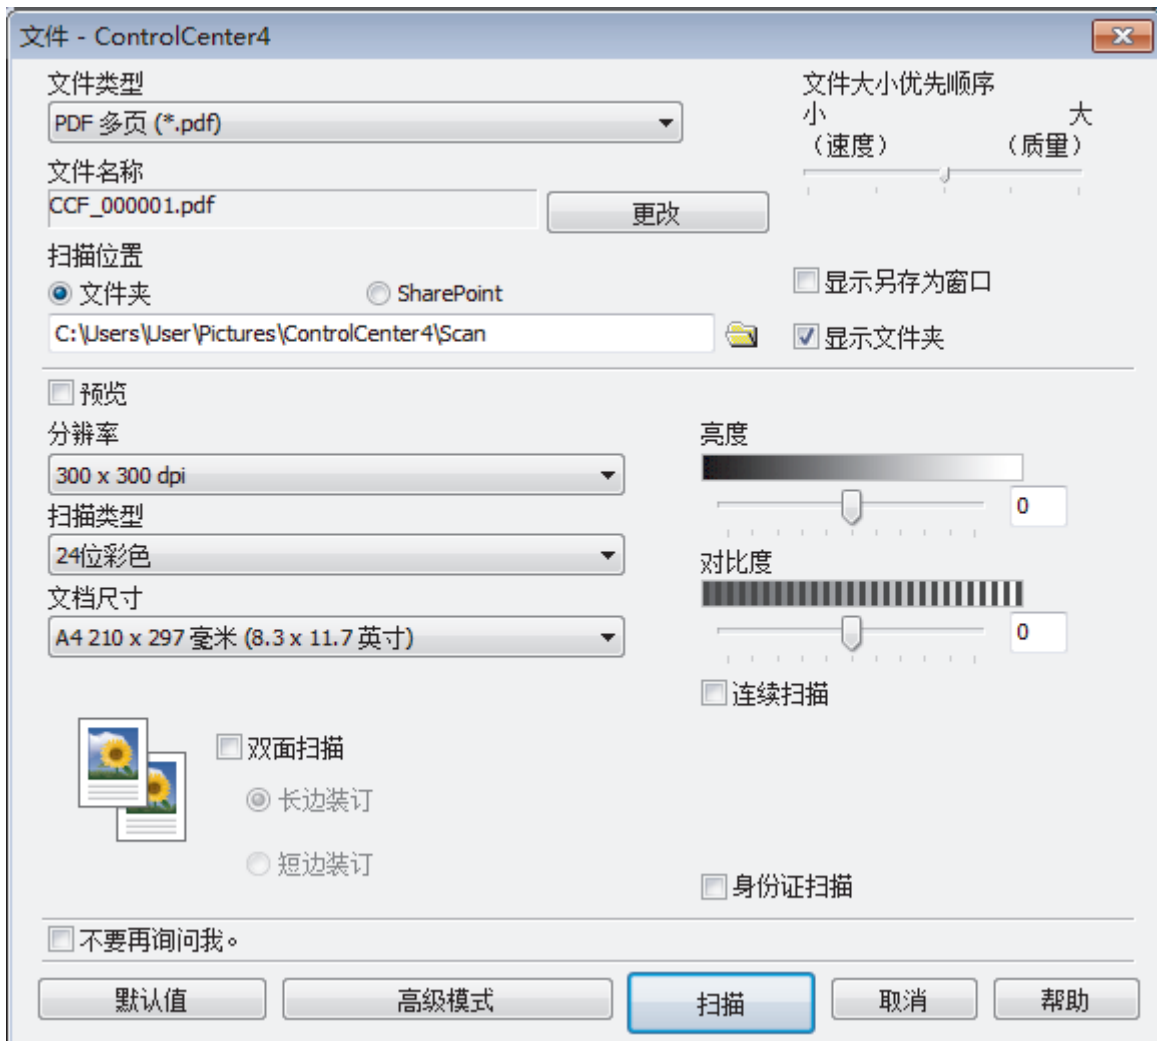 文件 - ControlCenter4
文件类型
PDF 多页 (*.pdf)
文件大小优先顺序
小 大
（速度） （质量）
文件名称
CCF_000001.pdf
更改
扫描位置
文件夹 SharePoint
显示另存为窗口
C:\Users\User\Pictures\ControlCenter4\Scan
显示文件夹
预览
分辨率
300 x 300 dpi
扫描类型
24位彩色
文档尺寸
A4 210 x 297 毫米 (8.3 x 11.7 英寸)
亮度
0
对比度
0
连续扫描
双面扫描
长边装订
短边装订
身份证扫描
不要再询问我。
默认值 高级模式 扫描 取消 帮助